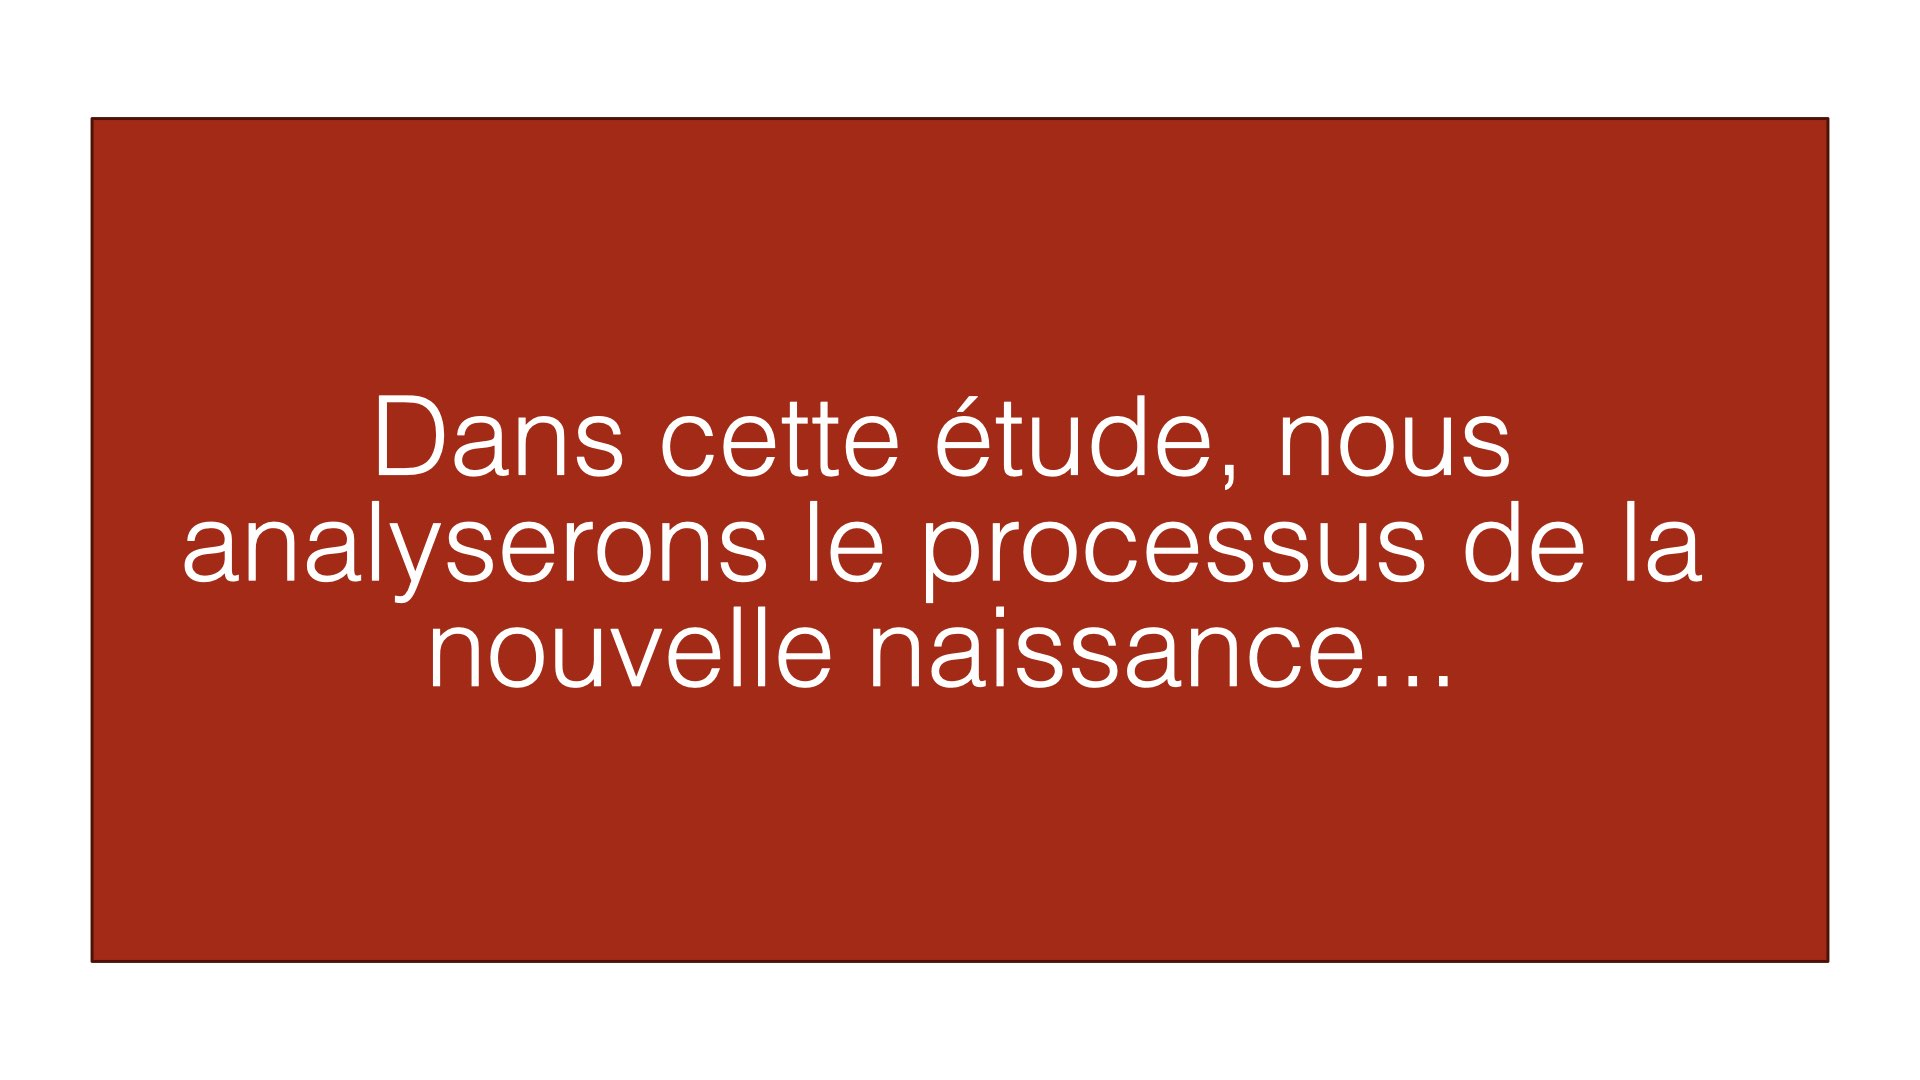 Dans cette étude, nous
analyserons le processus de la
nouvelle naissance...